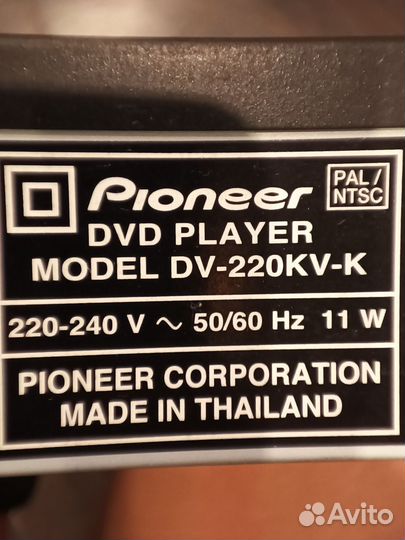 Pioneer
PAL/
NTSC
DVD PLAYER
MODEL DV-220KV-K
220-240 V ~ 50/60 Hz 11 W
PIONEER CORPORATION
MADE IN THAILAND
Avito